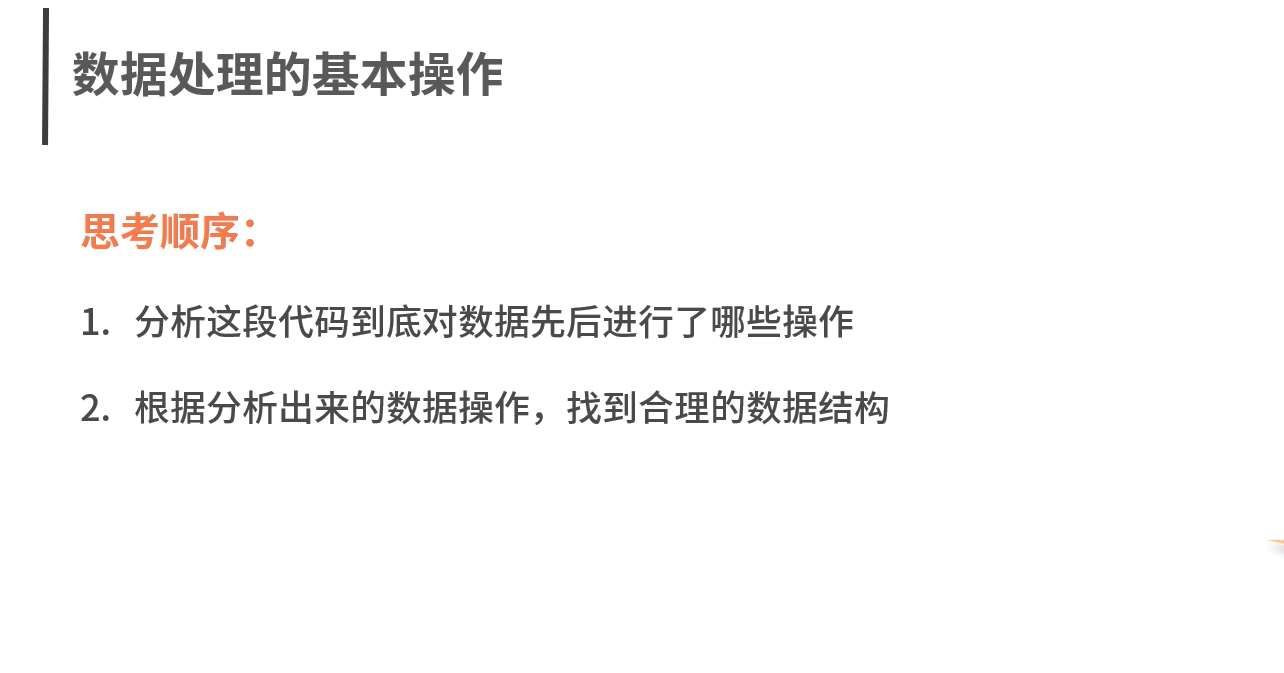 数据处理的基本操作
思考顺序：
1. 分析这段代码到底对数据先后进行了哪些操作
2. 根据分析出来的数据操作，找到合理的数据结构